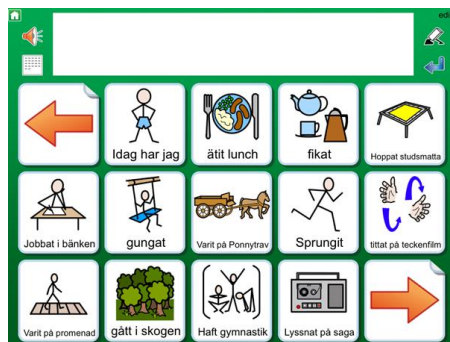 edi
Idag har jag
ätit lunch
fikat
Hoppat studsmatta
Jobbat i bänken
gungat
Varit på Ponnytrav
Sprungit
tittat på teckenfilm
Varit på promenad
gått i skogen
Haft gymnastik
Lyssnat på saga